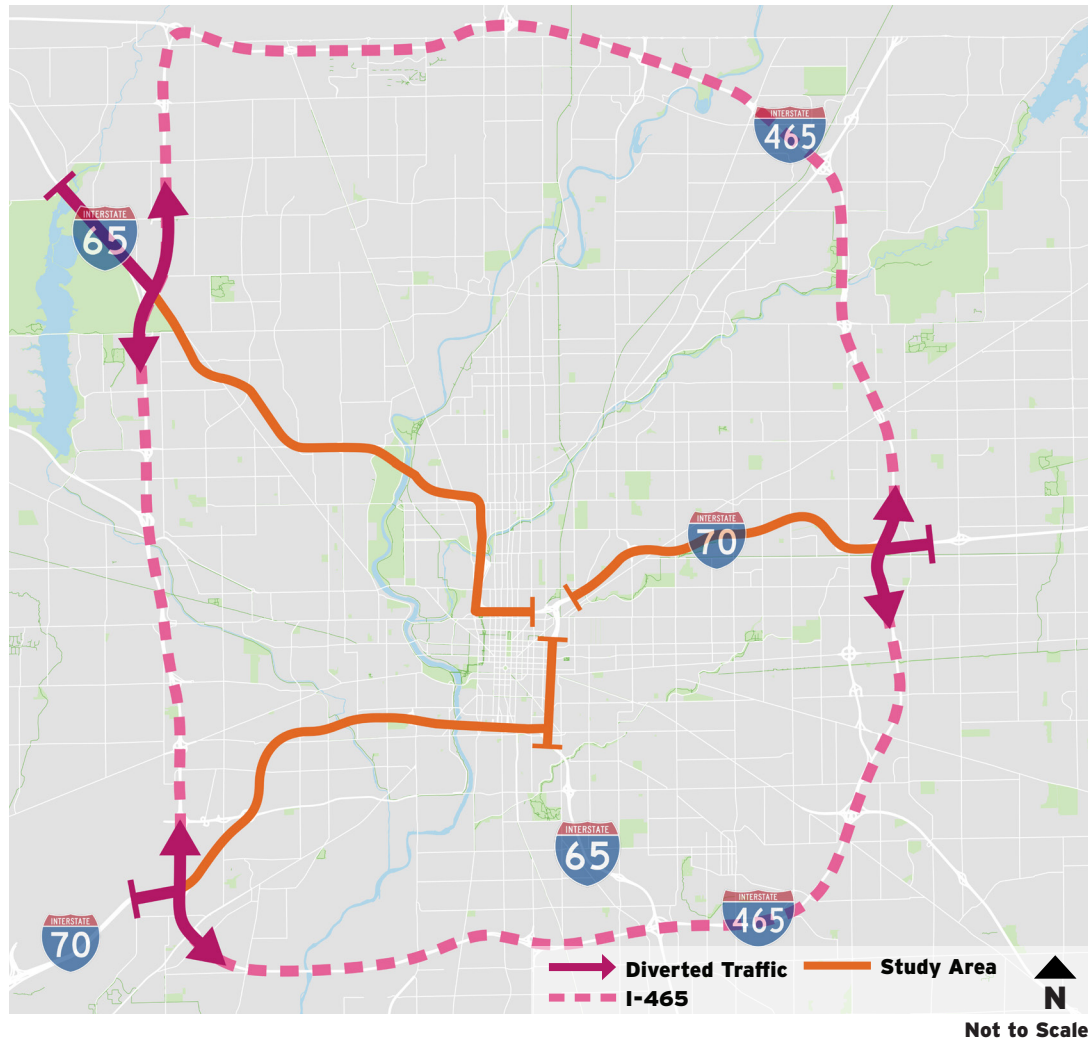 INTERSTATE
465
INTERSTATE
65
INTERSTATE
70
INTERSTATE
65
INTERSTATE
465
INTERSTATE
70
Diverted Traffic
Study Area
I-465
N
Not to Scale